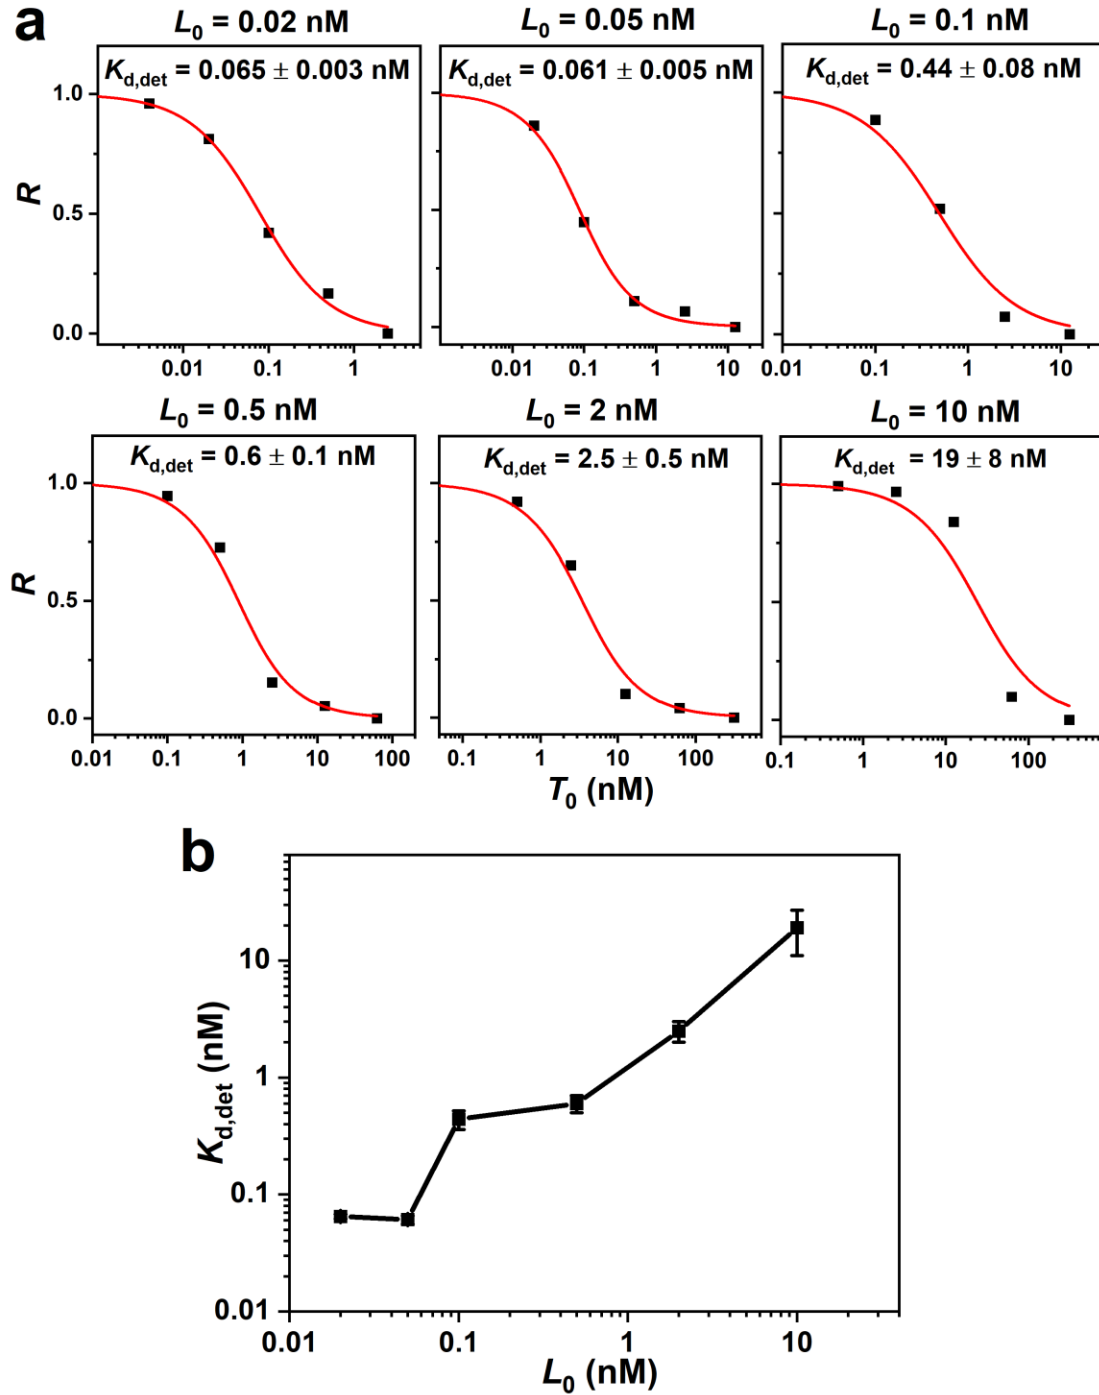 a
L0 = 0.02 nM
L0 = 0.05 nM
L0 = 0.1 nM
Kd,det = 0.065 ± 0.003 nM
Kd,det = 0.061 ± 0.005 nM
Kd,det = 0.44 ± 0.08 nM
1.0
0.5
0.0
R
0.01 0.1 1
0.01 0.1 1 10
0.01 0.1 1 10
L0 = 0.5 nM
L0 = 2 nM
L0 = 10 nM
Kd,det = 0.6 ± 0.1 nM
Kd,det = 2.5 ± 0.5 nM
Kd,det = 19 ± 8 nM
1.0
0.5
0.0
R
0.01 0.1 1 10 100
0.1 1 10 100
0.1 1 10 100
T0 (nM)
b
10
1
0.1
0.01
Kd,det (nM)
0.01 0.1 1 10
L0 (nM)